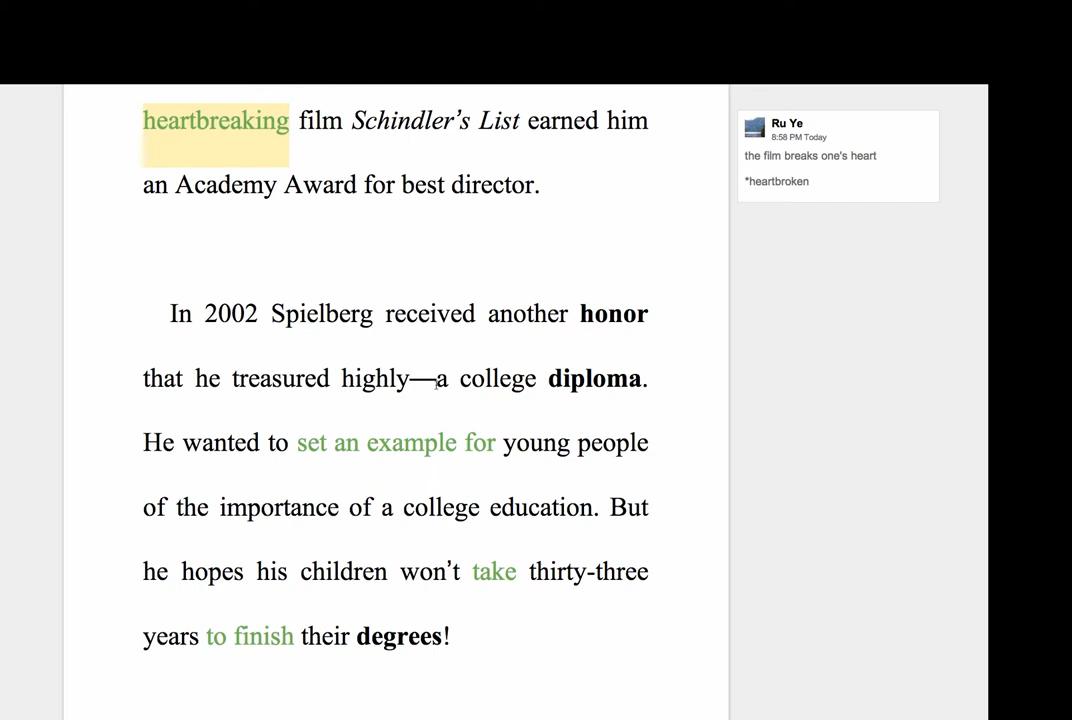 heartbreaking film Schindler's List earned him
an Academy Award for best director.
In 2002 Spielberg received another honor
that he treasured highly—a college diploma.
He wanted to set an example for young people
of the importance of a college education. But
he hopes his children won't take thirty-three
years to finish their degrees!
Ru Ye
8:58 PM Today
the film breaks one's heart
*heartbroken